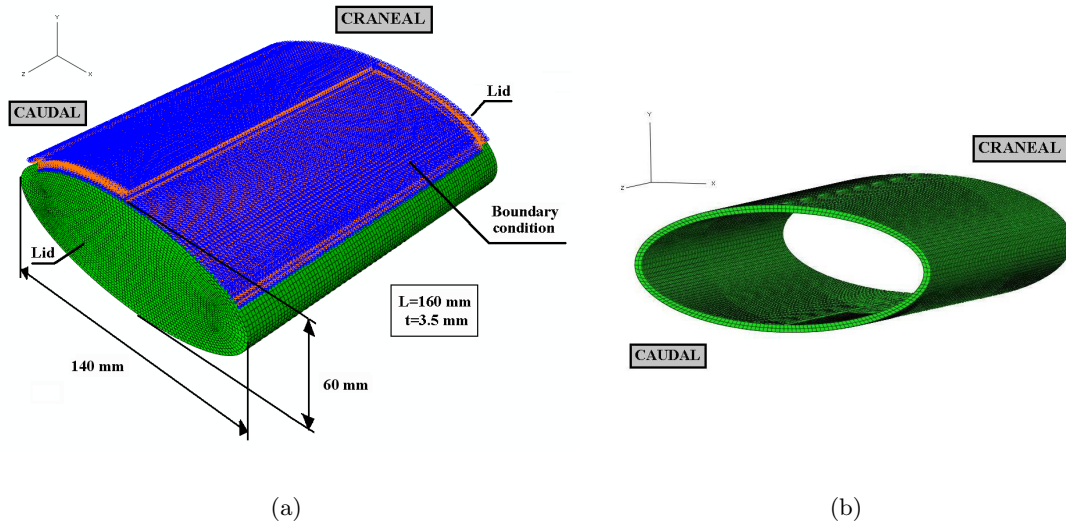 CRANEAL
Y
Z
X
CAUDAL
Lid
Boundary
condition
Lid
L=160 mm
t=3.5 mm
140 mm
60 mm
(a)
Y
Z
X
CRANEAL
CAUDAL
(b)